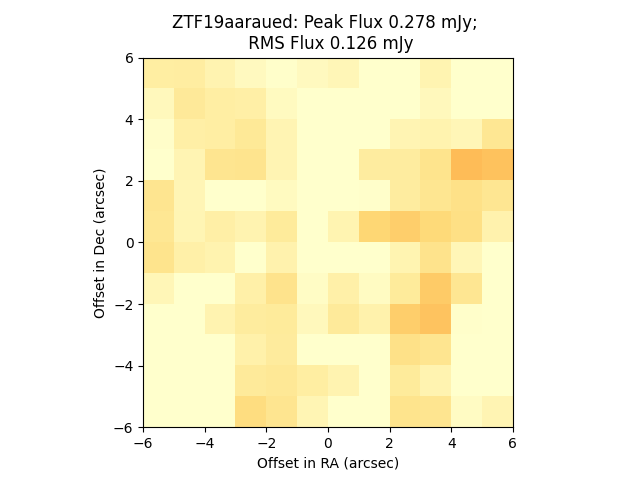 ZTF19aaraued: Peak Flux 0.278 mJy;
RMS Flux 0.126 mJy
6
4
2
0
−2
−4
−6
Offset in Dec (arcsec)
−6 −4 −2 0 2 4 6
Offset in RA (arcsec)